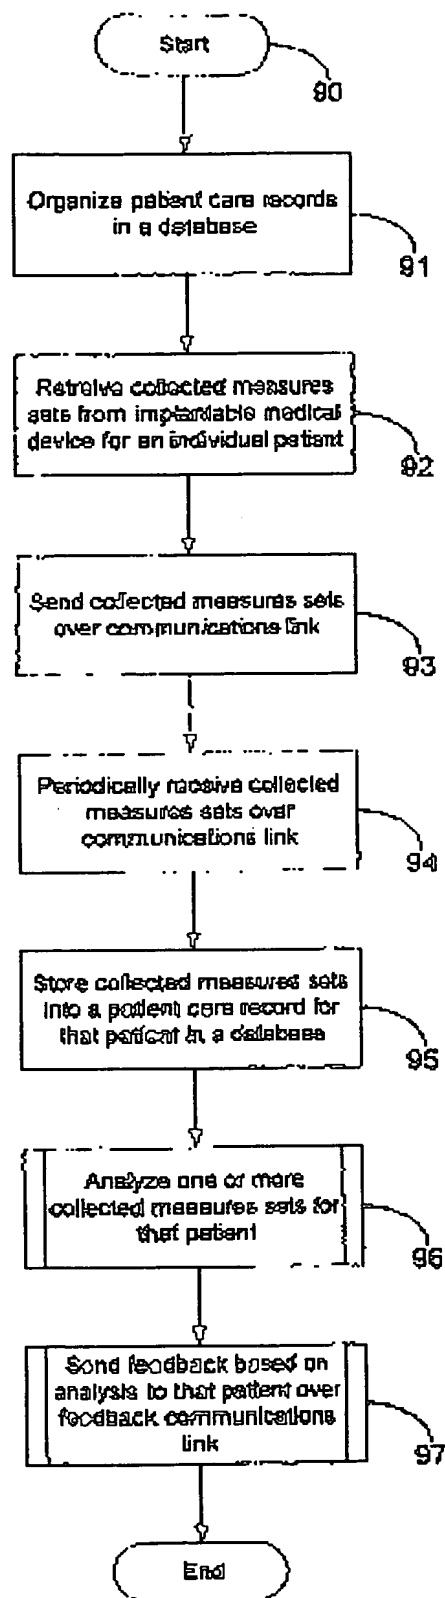 Start
90
Organize patient care records
in a database
91
Retreive collected measures
sets from implantable medical
device for an individual patient
92
Send collected measures sets
over communications link
93
Periodically receive collected
measures sets over
communications link
94
Store collected measures sets
into a patient care record for
that patient in a database
95
Analyze one or more
collected measures sets for
that patient
96
Send feedback based on
analysis to that patient over
feedback communications
link
97
End